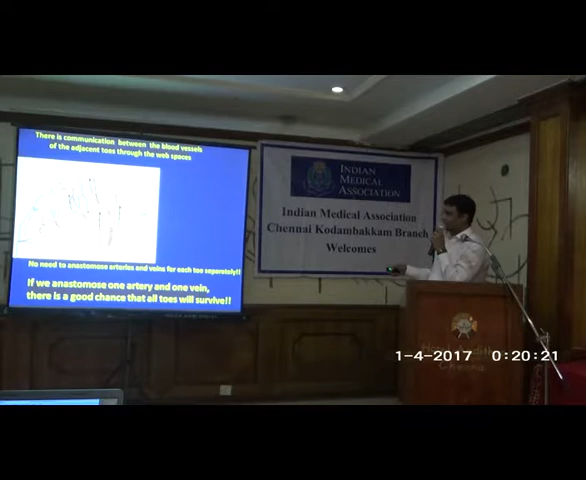 There is communication between the blood vessels
of the adjacent toes through the web spaces
No need to anastomose arteries and veins for each toe separately!!
If we anastomose one artery and one vein,
there is a good chance that all toes will survive!!
INDIAN
MEDICAL
ASSOCIATION
Indian Medical Association
Chennai Kodambakkam Branch
Welcomes
1-4-2017 0:20:21
Chennai